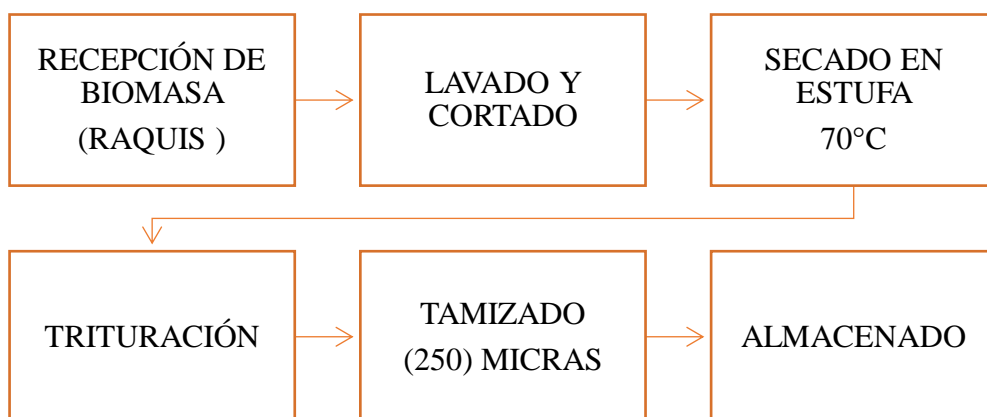 RECEPCIÓN DE
BIOMASA
(RAQUIS )
LAVADO Y
CORTADO
SECADO EN
ESTUFA
70°C
TRITURACIÓN
TAMIZADO
(250) MICRAS
ALMACENADO